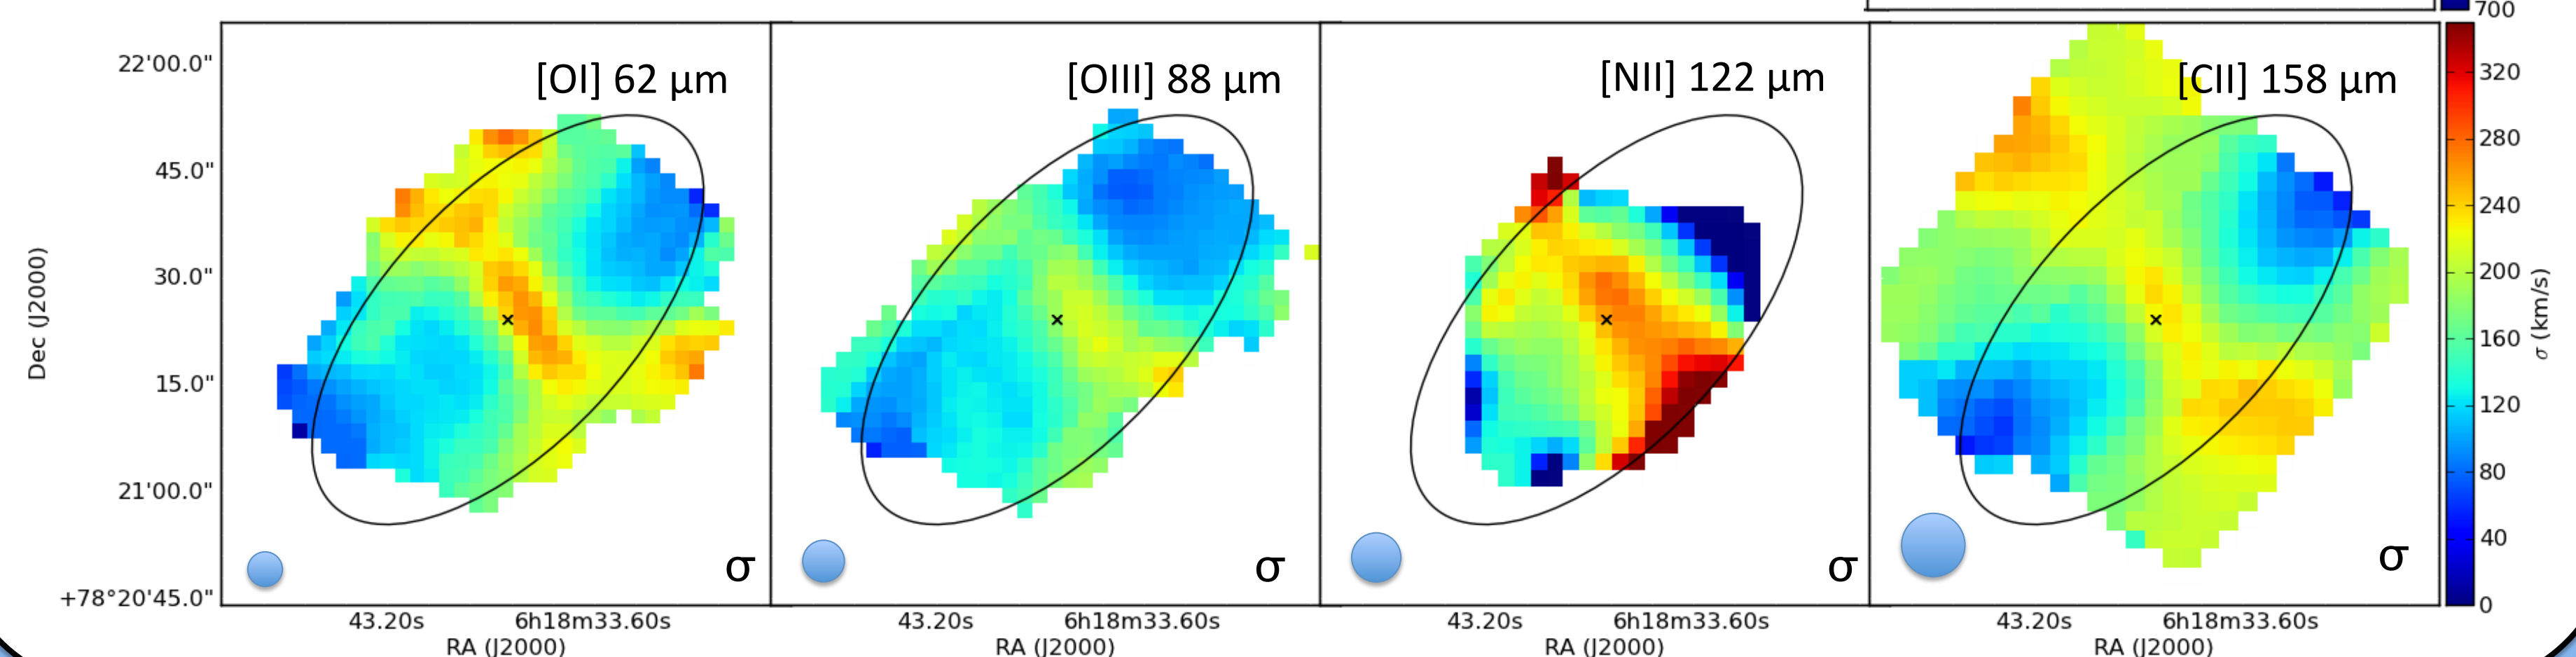 700
[OI] 62 μm
[OIII] 88 μm
[NII] 122 μm
[CII] 158 μm
22'00.0"
45.0"
30.0"
15.0"
21'00.0"
+78°20'45.0"
Dec (J2000)
320
280
240
200
160
120
80
40
0
σ (km/s)
σ
σ
σ
σ
43.20s 6h18m33.60s
RA (J2000)
43.20s 6h18m33.60s
RA (J2000)
43.20s 6h18m33.60s
RA (J2000)
43.20s 6h18m33.60s
RA (J2000)